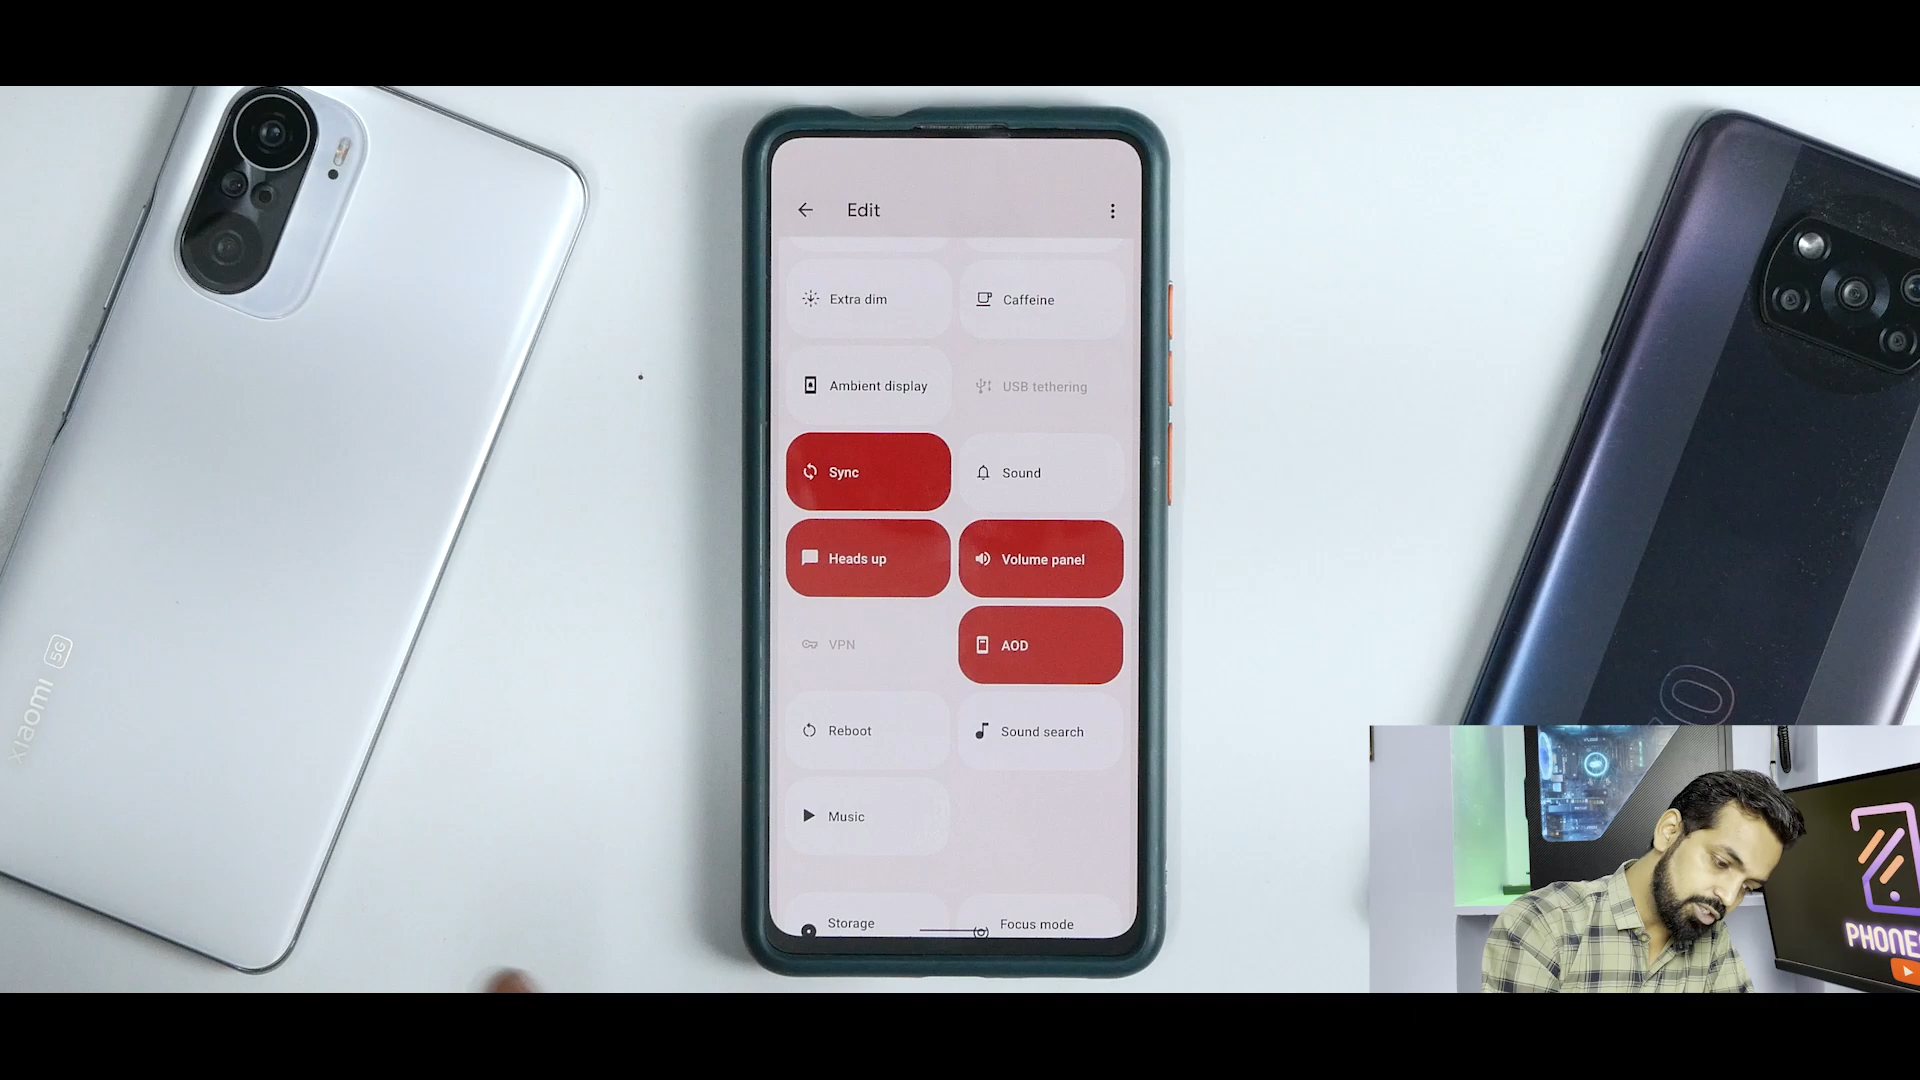 Edit
Extra dim
Caffeine
Ambient display
USB tethering
Sync
Sound
Heads up
Volume panel
VPN
AOD
Reboot
Sound search
Music
Storage
Focus mode
xiaomi 5G
PHONE